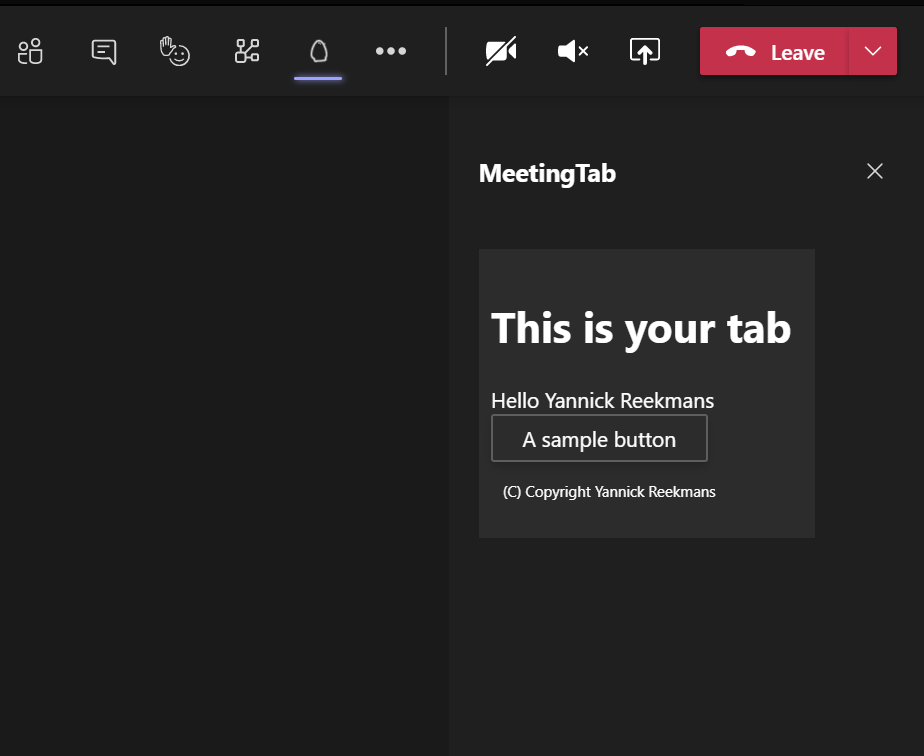 Leave
MeetingTab
This is your tab
Hello Yannick Reekmans
A sample button
(C) Copyright Yannick Reekmans